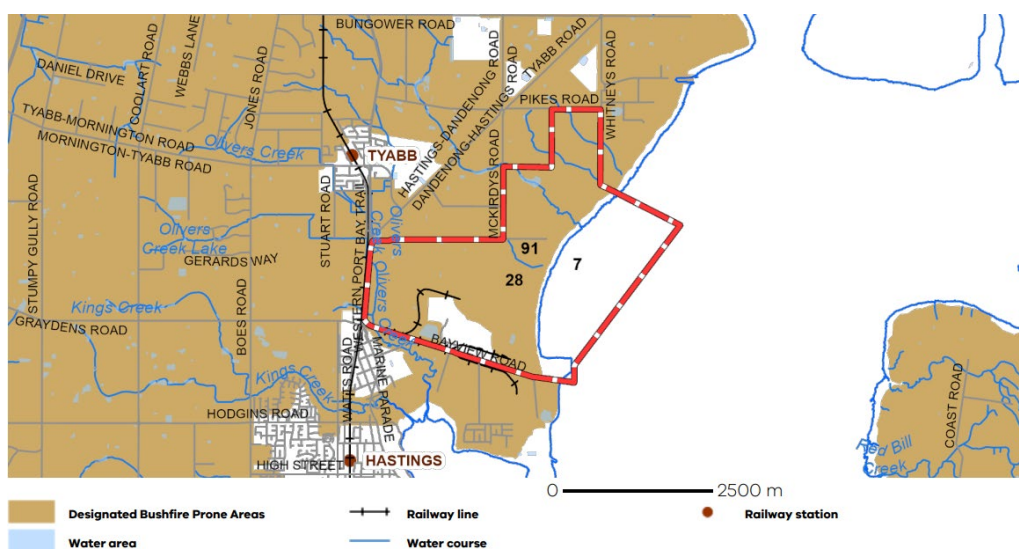 BUNGOWER ROAD
COOLART ROAD
WEBBS LANE
JONES ROAD
DANIEL DRIVE
HASTINGS-DANDENONG ROAD
DANDENONG-HASTINGS ROAD
TYABB ROAD
WHITNEYS ROAD
PIKES ROAD
TYABB-MORNINGTON ROAD
MORNINGTON-TYABB ROAD
Olivers Creek
TYABB
MCKIRDYS ROAD
STUMPY GULLY ROAD
STUART ROAD
WESTERN PORT BAY TRAIL
Olivers
Creek
Olivers
Creek
Olivers
Creek Lake
GERARDS WAY
91
7
28
Kings Creek
GRAYDENS ROAD
BOES ROAD
BAYVIEW ROAD
WATTS ROAD
MARINE PARADE
Kings Creek
HODGINS ROAD
COAST ROAD
HIGH STREET
HASTINGS
Red Bill
Creek
0 2500 m
Designated Bushfire Prone Areas
Railway line
Railway station
Water area
Water course